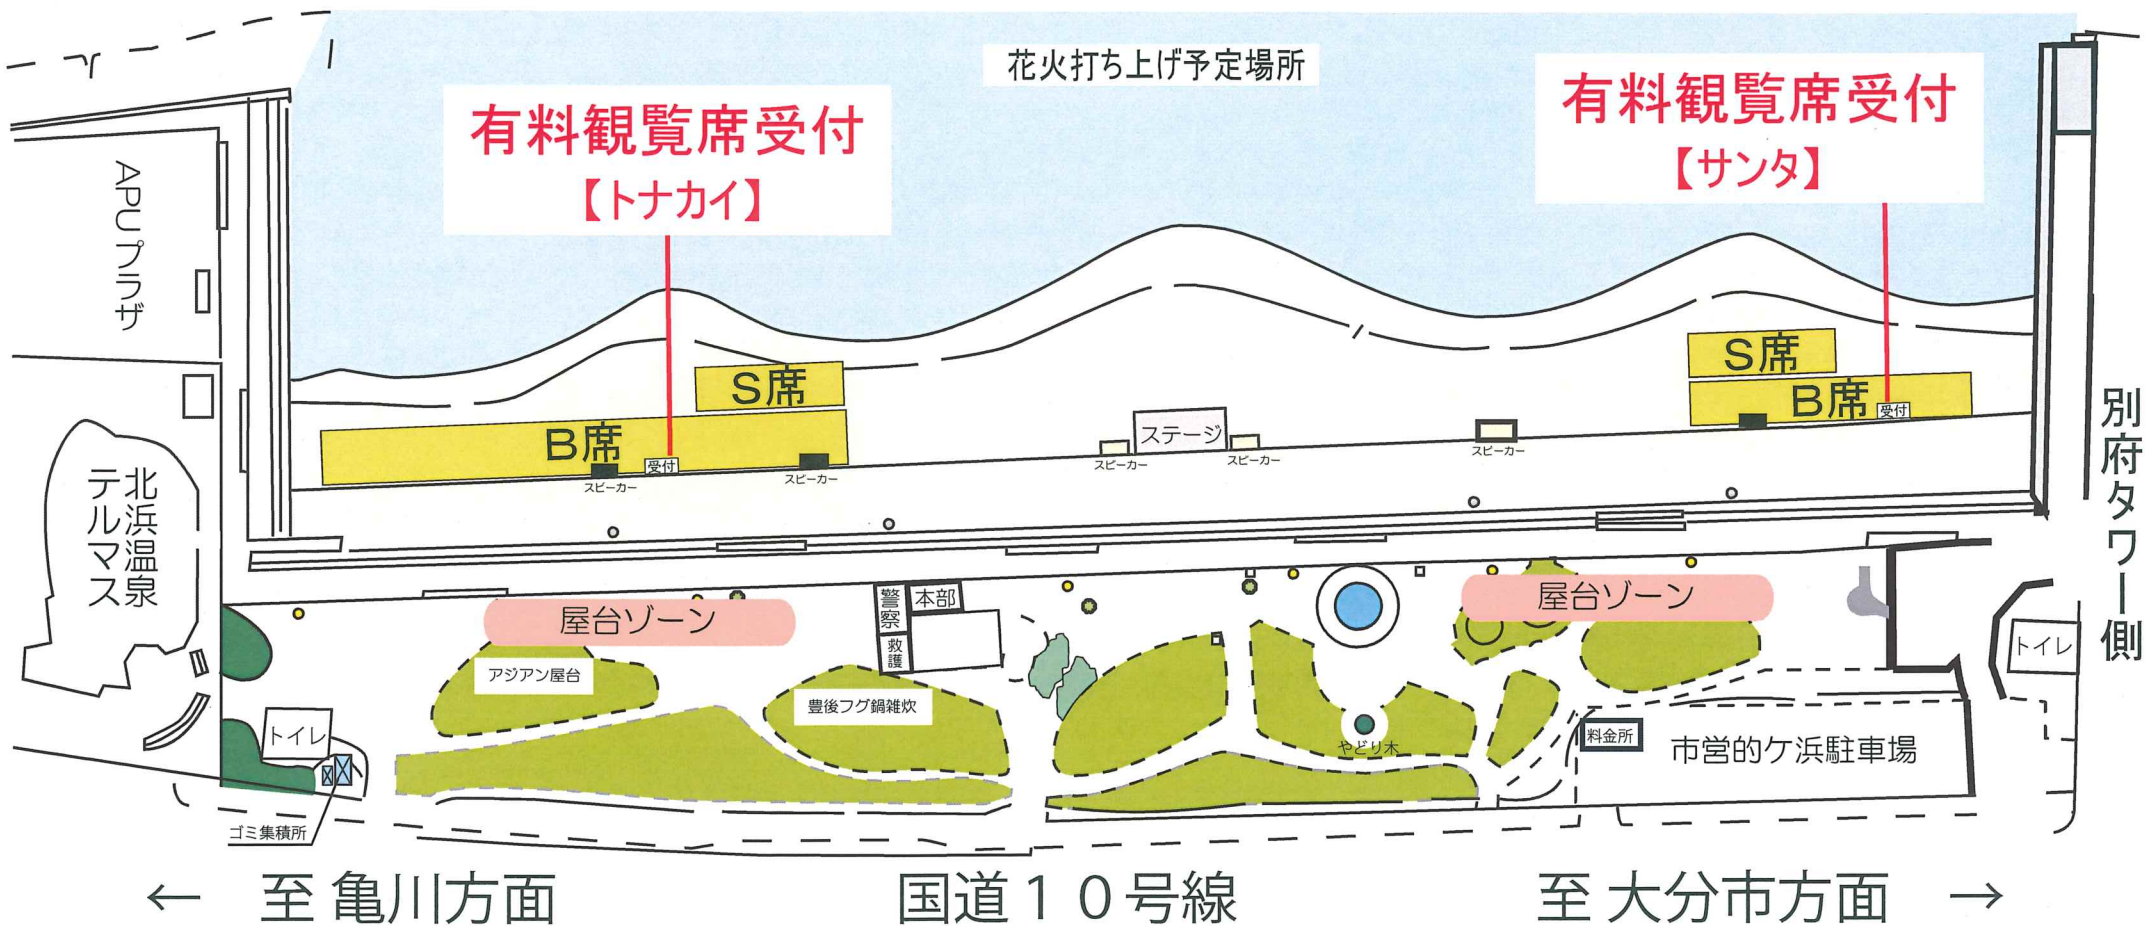 花火打ち上げ予定場所
有料観覧席受付
【トナカイ】
有料観覧席受付
【サンタ】
APUプラザ
S席
B席
受付
スピーカー
スピーカー
スピーカー
ステージ
スピーカー
スピーカー
S席
B席
受付
別府タワー側
北浜温泉
テルマス
屋台ゾーン
警察
本部
救護
屋台ゾーン
アジアン屋台
豊後フグ鍋雑炊
トイレ
トイレ
やどり木
料金所
市営的ケ浜駐車場
ゴミ集積所
← 至 亀川方面
国道10号線
至 大分市方面 →